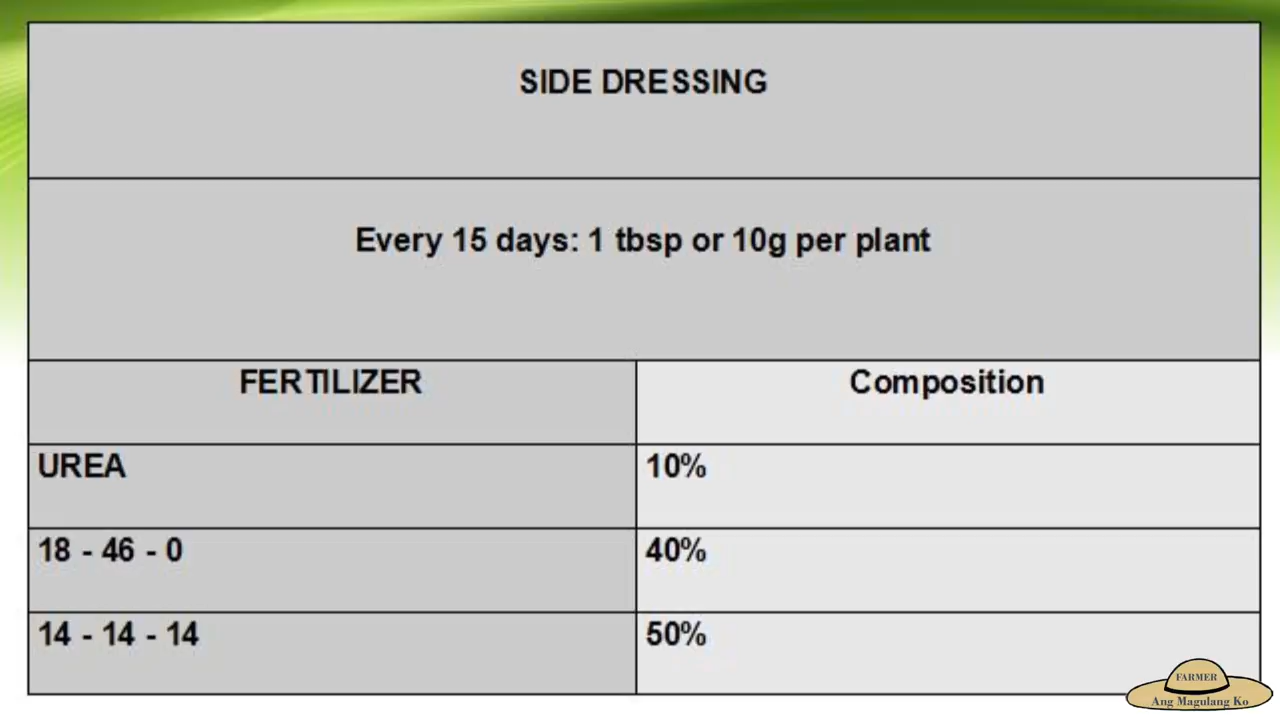 SIDE DRESSING
Every 15 days: 1 tbsp or 10g per plant
FERTILIZER
Composition
UREA
10%
18 - 46 - 0
40%
14 - 14 - 14
50%
FARMER
Ang Magulang Ko